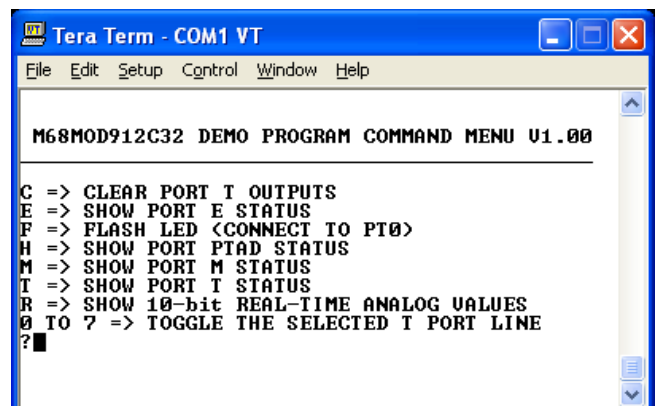 Tera Term - COM1 VT
File Edit Setup Control Window Help
M68MOD912C32 DEMO PROGRAM COMMAND MENU V1.00
C => CLEAR PORT T OUTPUTS
E => SHOW PORT E STATUS
F => FLASH LED (CONNECT TO PT0)
H => SHOW PORT PTAD STATUS
M => SHOW PORT M STATUS
T => SHOW PORT T STATUS
R => SHOW 10-bit REAL-TIME ANALOG VALUES
0 TO 7 => TOGGLE THE SELECTED T PORT LINE
?